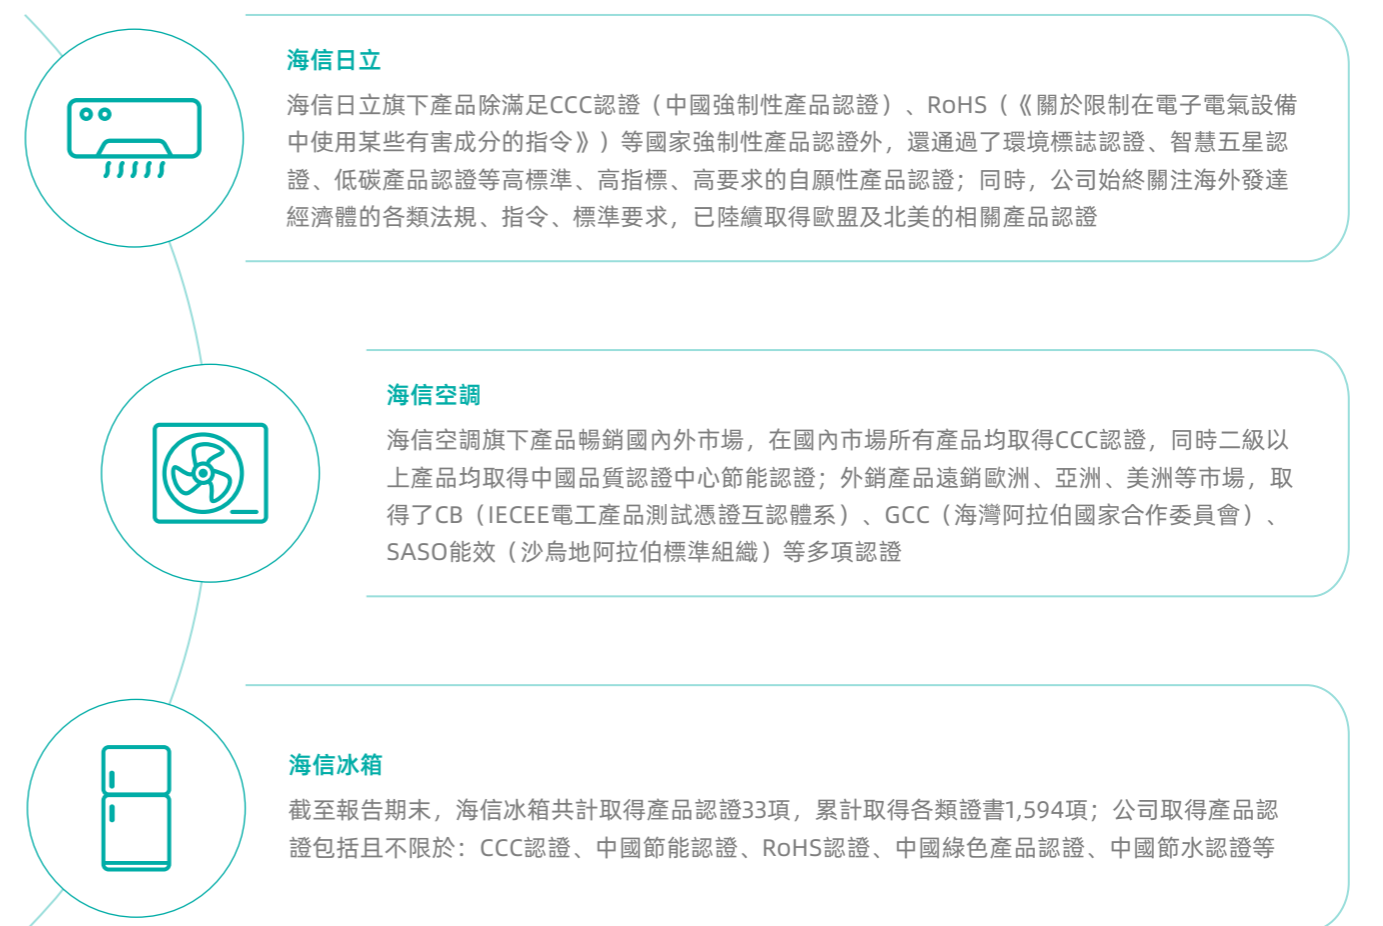 海信日立
海信日立旗下產品除滿足CCC認證（中國強制性產品認證）、RoHS（《關於限制在電子電氣設備
中使用某些有害成分的指令》）等國家強制性產品認證外，還通過了環境標誌認證、智慧五星認
證、低碳產品認證等高標準、高指標、高要求的自願性產品認證；同時，公司始終關注海外發達
經濟體的各類法規、指令、標準要求，已陸續取得歐盟及北美的相關產品認證
海信空調
海信空調旗下產品暢銷國內外市場，在國內市場所有產品均取得CCC認證，同時二級以
上產品均取得中國品質認證中心節能認證；外銷產品遠銷歐洲、亞洲、美洲等市場，取
得了CB（IECEE電工產品測試憑證互認體系）、GCC（海灣阿拉伯國家合作委員會）、
SASO能效（沙烏地阿拉伯標準組織）等多項認證
海信冰箱
截至報告期末，海信冰箱共計取得產品認證33項，累計取得各類證書1,594項；公司取得產品認
證包括且不限於：CCC認證、中國節能認證、RoHS認證、中國綠色產品認證、中國節水認證等